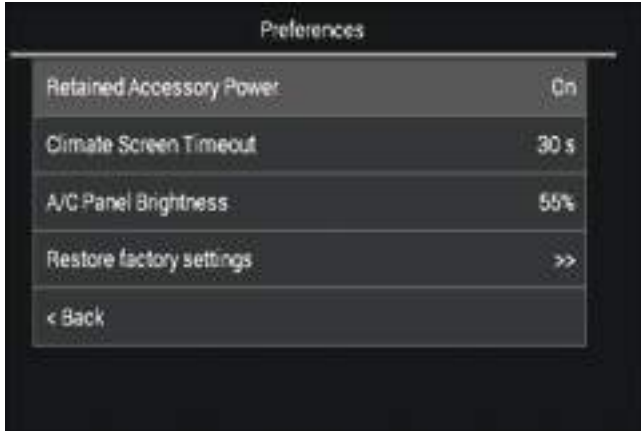 Preferences
Retained Accessory Power On
Climate Screen Timeout 30 s
A/C Panel Brightness 55%
Restore factory settings >>
< Back